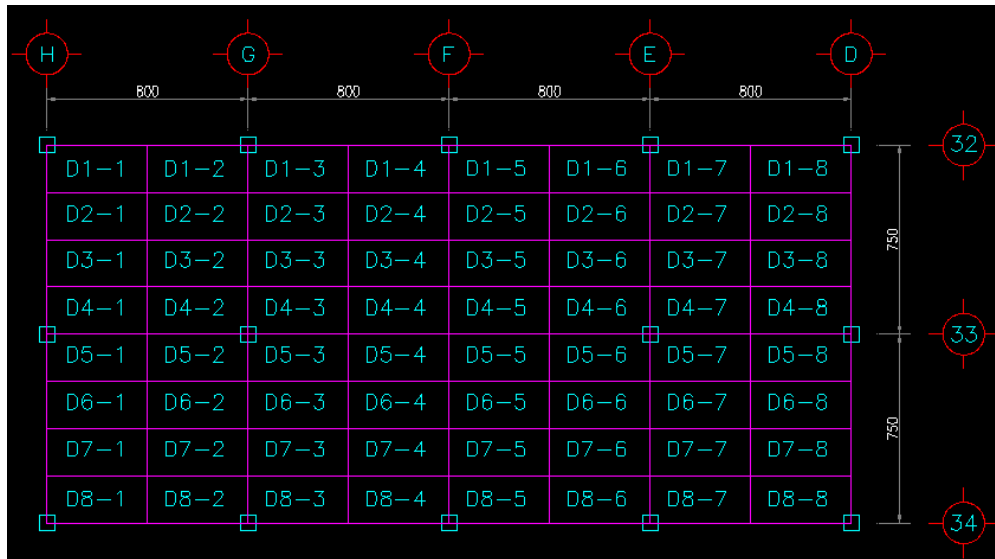 H G F E D
800 800 800 800
32
D1-1 D1-2 D1-3 D1-4 D1-5 D1-6 D1-7 D1-8
D2-1 D2-2 D2-3 D2-4 D2-5 D2-6 D2-7 D2-8
750
D3-1 D3-2 D3-3 D3-4 D3-5 D3-6 D3-7 D3-8
D4-1 D4-2 D4-3 D4-4 D4-5 D4-6 D4-7 D4-8
33
D5-1 D5-2 D5-3 D5-4 D5-5 D5-6 D5-7 D5-8
D6-1 D6-2 D6-3 D6-4 D6-5 D6-6 D6-7 D6-8
750
D7-1 D7-2 D7-3 D7-4 D7-5 D7-6 D7-7 D7-8
D8-1 D8-2 D8-3 D8-4 D8-5 D8-6 D8-7 D8-8
34